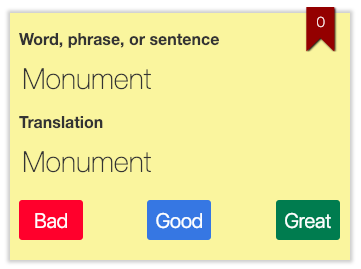 0
Word, phrase, or sentence
Monument
Translation
Monument
Bad Good Great